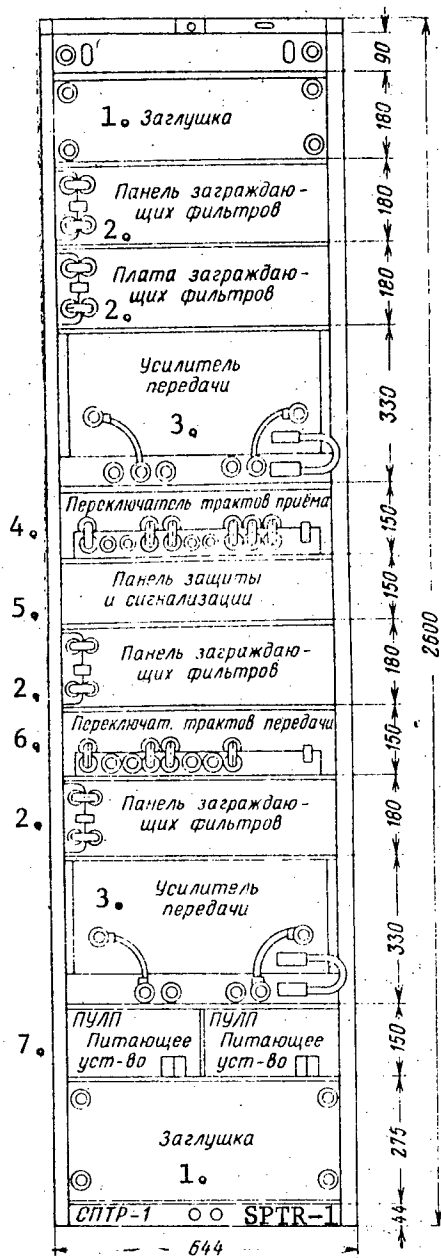 90
1. Заглушка
180
Панель заграждаю-
щих фильтров
2.
180
Плата заграждаю-
щих фильтров
2.
180
Усилитель
передачи
3.
330
Переключатель трактов приёма
4.
150
Панель защиты
и сигнализации
5.
150
Панель заграждаю-
щих фильтров
2.
180
2600
Переключат. трактов передачи
6.
150
Панель заграждаю-
щих фильтров
2.
180
Усилитель
3.
передачи
330
ПУЛП ПУЛП
7. Питающее Питающее
уст-во уст-во
150
Заглушка
1.
275
СПТР-1 SPTR-1
44
644